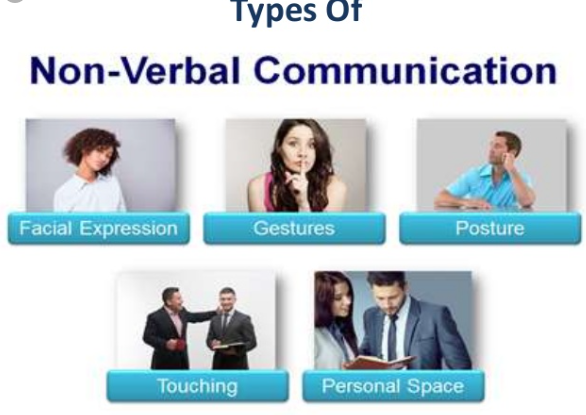 Types Of
Non-Verbal Communication
Facial Expression
Gestures
Posture
Touching
Personal Space